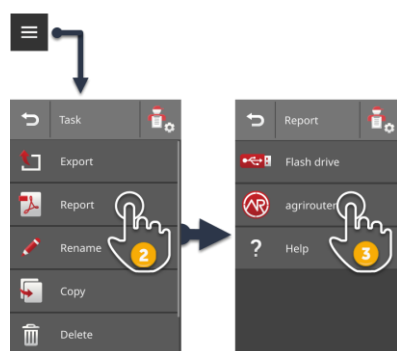 Task
Export
Report
Rename
2
Copy
Delete
Report
Flash drive
agrirouter
3
? Help